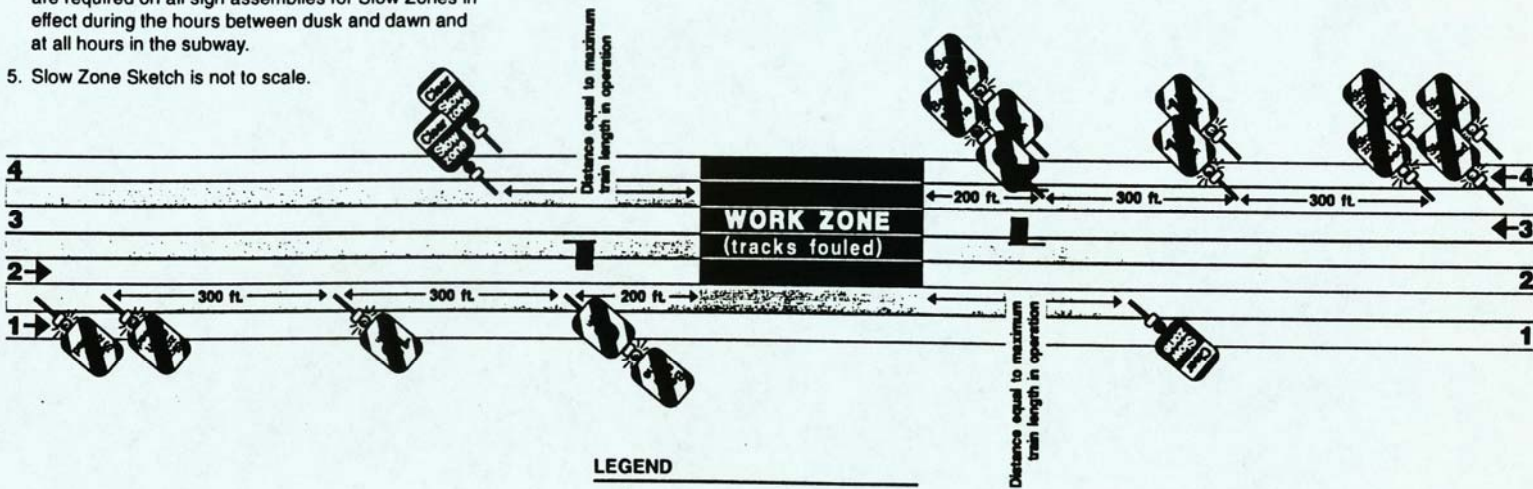 are required on all sign assemblies for Slow Zones in
effect during the hours between dusk and dawn and
at all hours in the subway.
5. Slow Zone Sketch is not to scale.
Distance equal to maximum
train length in operation
Clear
Slow
zone
Clear
Slow
zone
4
3
2
1
200 ft.
300 ft.
300 ft.
4
3
2
1
WORK ZONE
(tracks fouled)
300 ft.
300 ft.
200 ft.
Distance equal to maximum
train length in operation
Clear
Slow
zone
LEGEND